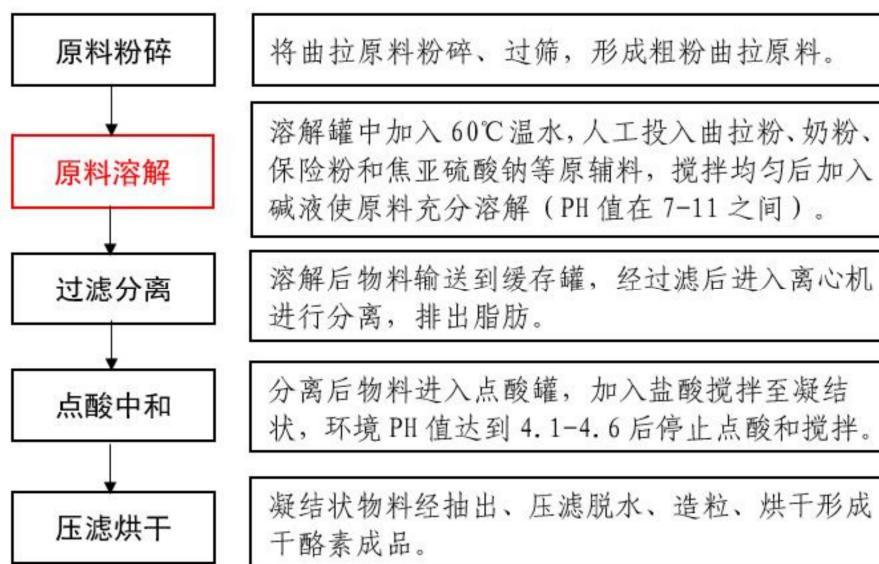 原料粉碎
将曲拉原料粉碎、过筛，形成粗粉曲拉原料。
原料溶解
溶解罐中加入60℃温水，人工投入曲拉粉、奶粉、
保险粉和焦亚硫酸钠等原辅料，搅拌均匀后加入
碱液使原料充分溶解（PH值在7-11之间）。
过滤分离
溶解后物料输送到缓存罐，经过滤后进入离心机
进行分离，排出脂肪。
点酸中和
分离后物料进入点酸罐，加入盐酸搅拌至凝结
状，环境PH值达到4.1-4.6后停止点酸和搅拌。
压滤烘干
凝结状物料经抽出、压滤脱水、造粒、烘干形成
干酪素成品。